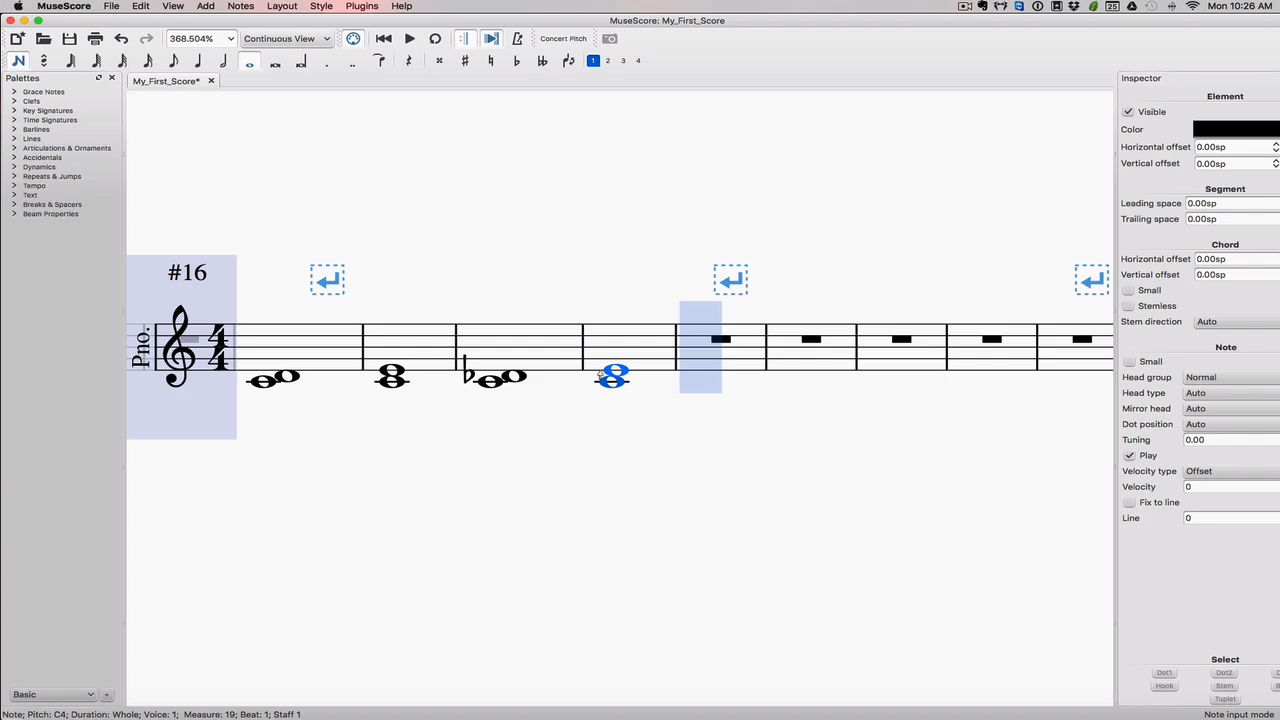 MuseScore File Edit View Add Notes Layout Style Plugins Help
25 Mon 10:26 AM
MuseScore: My_First_Score
368.504% Continuous View Concert Pitch
1 2 3 4
Palettes
Grace Notes
Clefs
Key Signatures
Time Signatures
Barlines
Lines
Articulations & Ornaments
Accidentals
Dynamics
Repeats & Jumps
Tempo
Text
Breaks & Spacers
Beam Properties
Basic
+
My_First_Score*
#16
Pno.
4
4
Inspector
Element
Visible
Color
Horizontal offset 0.00sp
Vertical offset 0.00sp
Segment
Leading space 0.00sp
Trailing space 0.00sp
Chord
Horizontal offset 0.00sp
Vertical offset 0.00sp
Small
Stemless
Stem direction Auto
Note
Small
Head group Normal
Head type Auto
Mirror head Auto
Dot position Auto
Tuning 0.00
Play
Velocity type Offset
Velocity 0
Fix to line
Line 0
Select
Dot1 Dot2
Hook Stem
Tuplet
Note; Pitch: C4; Duration: Whole; Voice: 1; Measure: 19; Beat: 1; Staff 1
Note input mode